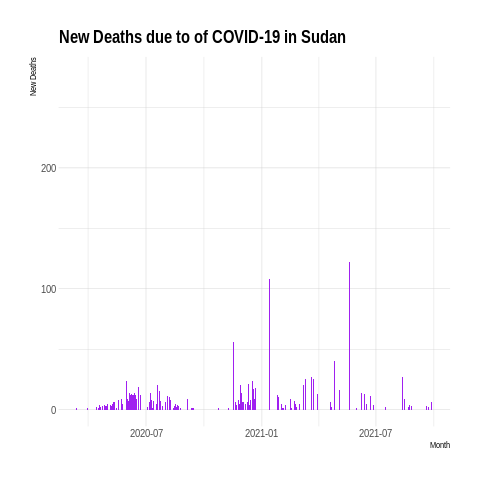 New Deaths due to of COVID-19 in Sudan
New Deaths
200
100
0
2020-07
2021-01
2021-07
Month